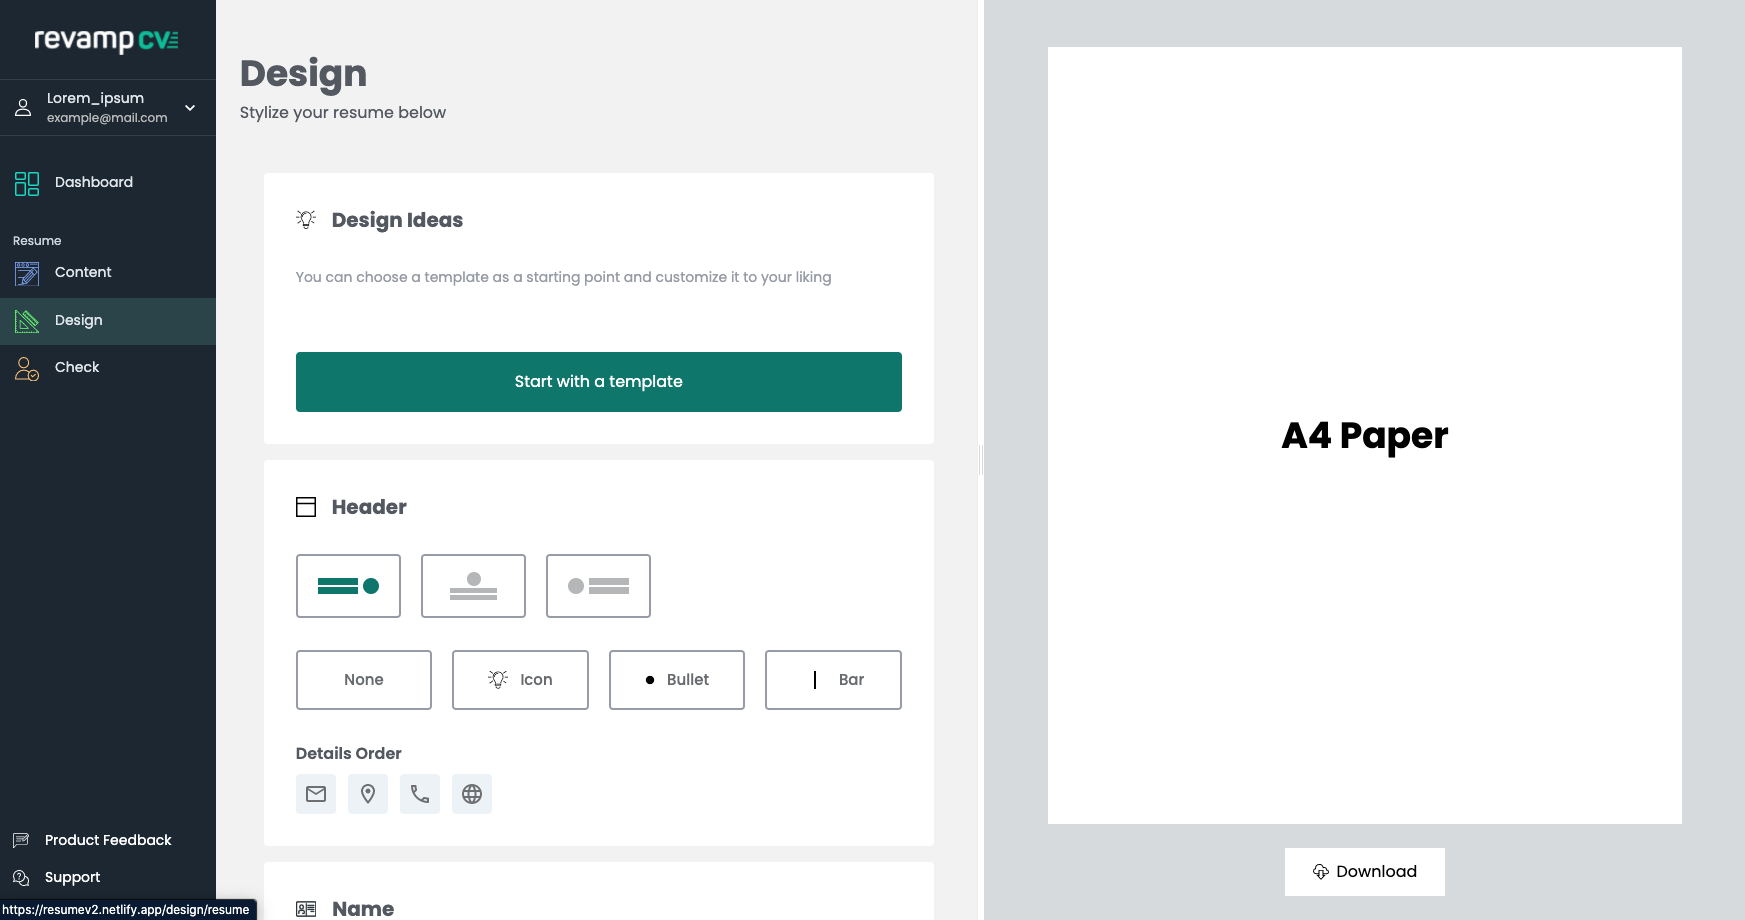 revampcv
Lorem_ipsum
example@mail.com
Dashboard
Resume
Content
Design
Check
Product Feedback
Support
https://resumev2.netlify.app/design/resume
Design
Stylize your resume below
Design Ideas
You can choose a template as a starting point and customize it to your liking
Start with a template
Header
None
Icon
Bullet
Bar
Details Order
Name
A4 Paper
Download